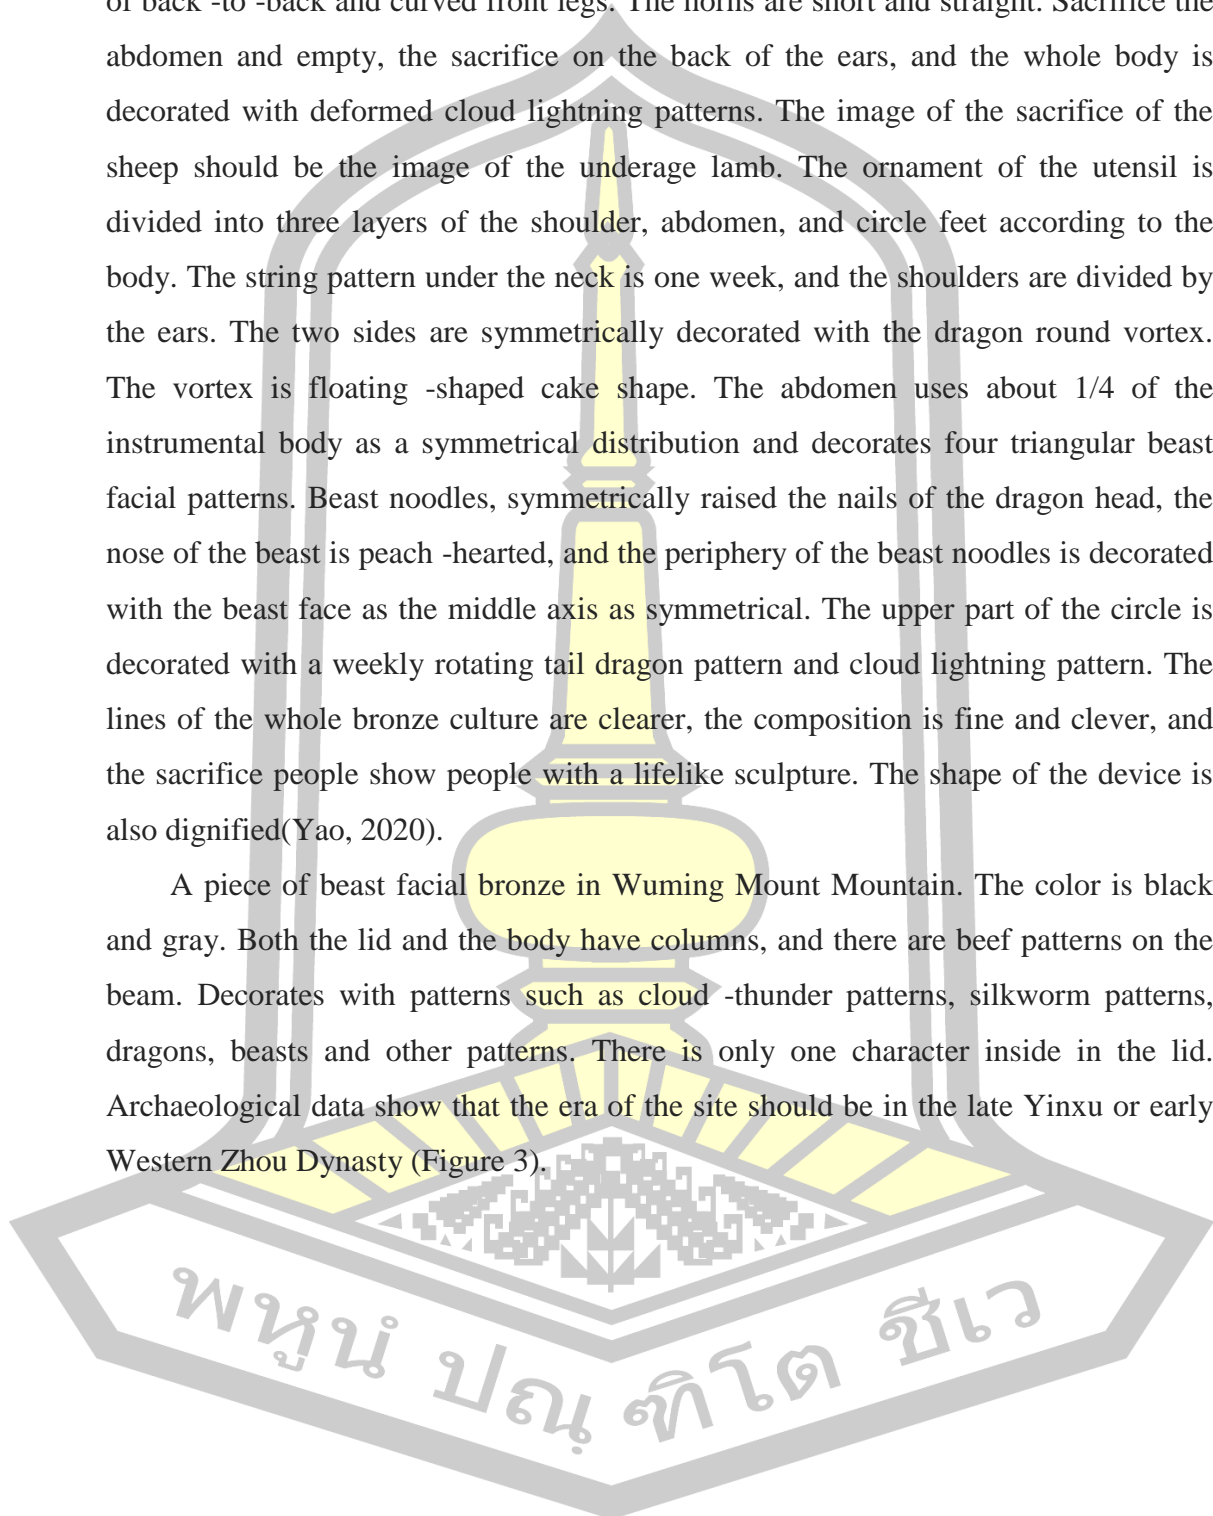 of back -to -back and curved front legs. The horns are short and straight. Sacrifice the
abdomen and empty, the sacrifice on the back of the ears, and the whole body is
decorated with deformed cloud lightning patterns. The image of the sacrifice of the
sheep should be the image of the underage lamb. The ornament of the utensil is
divided into three layers of the shoulder, abdomen, and circle feet according to the
body. The string pattern under the neck is one week, and the shoulders are divided by
the ears. The two sides are symmetrically decorated with the dragon round vortex.
The vortex is floating -shaped cake shape. The abdomen uses about 1/4 of the
instrumental body as a symmetrical distribution and decorates four triangular beast
facial patterns. Beast noodles, symmetrically raised the nails of the dragon head, the
nose of the beast is peach -hearted, and the periphery of the beast noodles is decorated
with the beast face as the middle axis as symmetrical. The upper part of the circle is
decorated with a weekly rotating tail dragon pattern and cloud lightning pattern. The
lines of the whole bronze culture are clearer, the composition is fine and clever, and
the sacrifice people show people with a lifelike sculpture. The shape of the device is
also dignified(Yao, 2020).
A piece of beast facial bronze in Wuming Mount Mountain. The color is black
and gray. Both the lid and the body have columns, and there are beef patterns on the
beam. Decorates with patterns such as cloud -thunder patterns, silkworm patterns,
dragons, beasts and other patterns. There is only one character inside in the lid.
Archaeological data show that the era of the site should be in the late Yinxu or early
Western Zhou Dynasty (Figure 3).
พหูนํ ปณฺฑิโต ชีเว